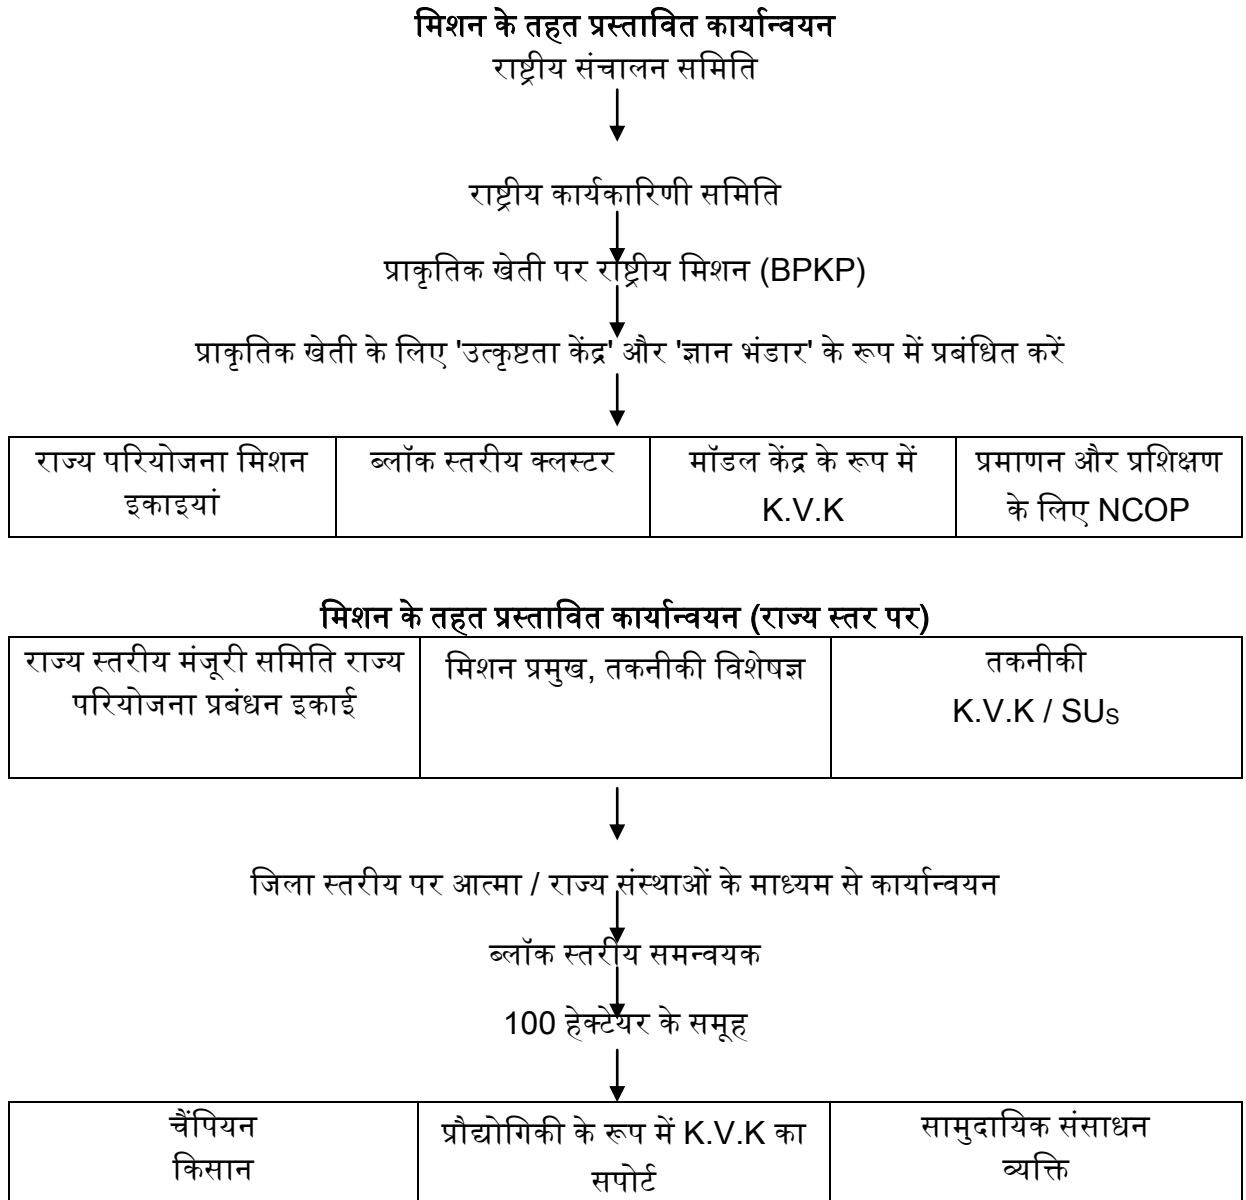 मिशन के तहत प्रस्तावित कार्यान्वयन
राष्ट्रीय संचालन समिति
राष्ट्रीय कार्यकारिणी समिति
प्राकृतिक खेती पर राष्ट्रीय मिशन (BPKP)
प्राकृतिक खेती के लिए 'उत्कृष्टता केंद्र' और 'ज्ञान भंडार' के रूप में प्रबंधित करें
राज्य परियोजना मिशन
इकाइयां
ब्लॉक स्तरीय क्लस्टर
मॉडल केंद्र के रूप में
K.V.K
प्रमाणन और प्रशिक्षण
के लिए NCOP
मिशन के तहत प्रस्तावित कार्यान्वयन (राज्य स्तर पर)
राज्य स्तरीय मंजूरी समिति राज्य
परियोजना प्रबंधन इकाई
मिशन प्रमुख, तकनीकी विशेषज्ञ
तकनीकी
K.V.K / SUs
जिला स्तरीय पर आत्मा / राज्य संस्थाओं के माध्यम से कार्यान्वयन
ब्लॉक स्तरीय समन्वयक
100 हेक्टेयर के समूह
चैंपियन
किसान
प्रौद्योगिकी के रूप में K.V.K का
सपोर्ट
सामुदायिक संसाधन
व्यक्ति